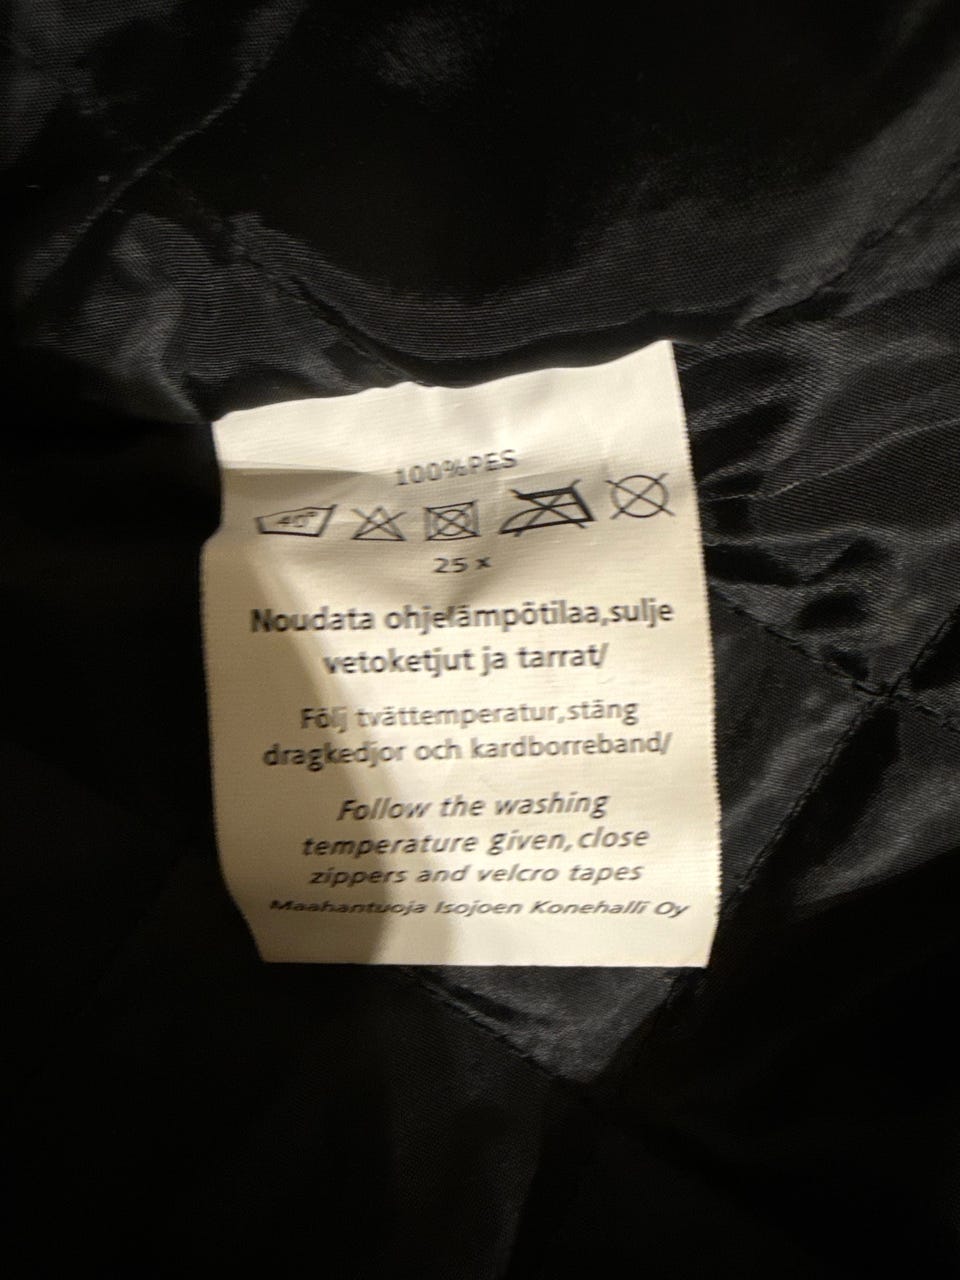 100%PES
40°
25 x
Noudata ohjelämpötilaa,sulje
vetoketjut ja tarrat/
Följ tvättemperatur,stäng
dragkedjor och kardborreband/
Follow the washing
temperature given,close
zippers and velcro tapes
Maahantuoja Isojoen Konehalli Oy